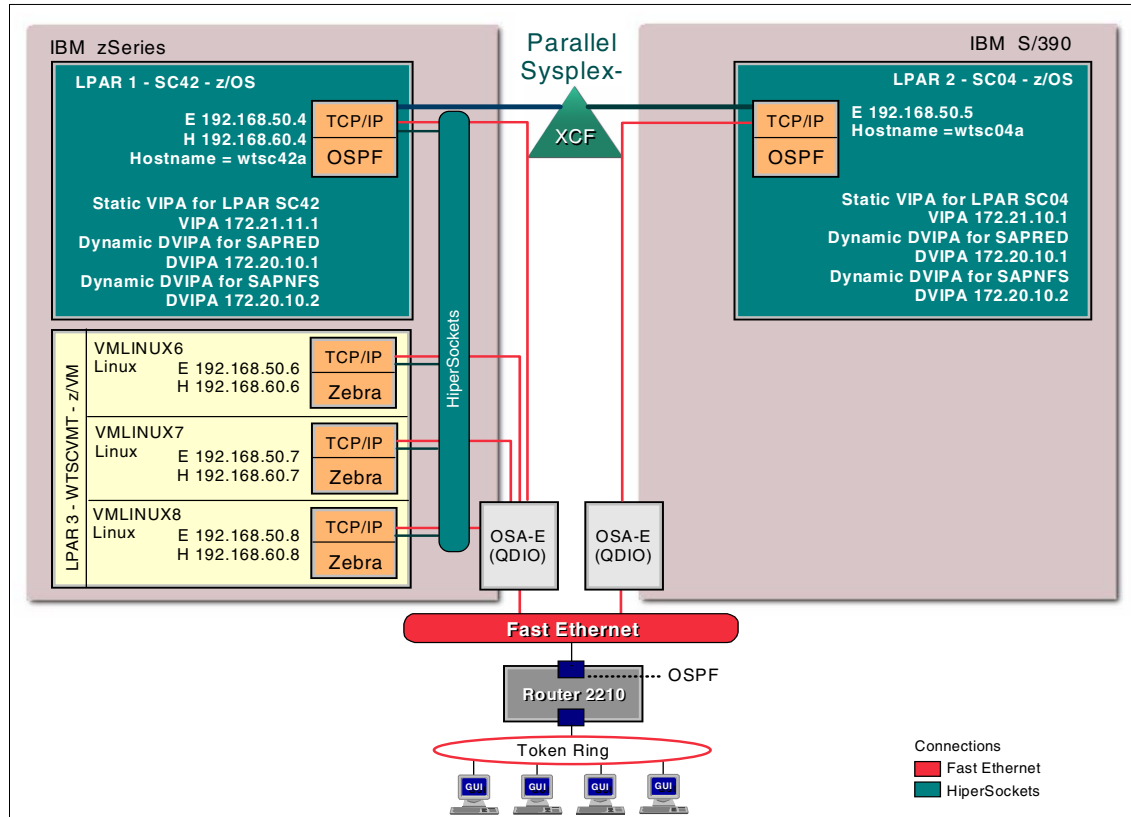 IBM zSeries
LPAR 1 - SC42 - z/OS
E 192.168.50.4
H 192.168.60.4
Hostname = wtsc42a
TCP/IP
OSPF
Static VIPA for LPAR SC42
VIPA 172.21.11.1
Dynamic DVIPA for SAPRED
DVIPA 172.20.10.1
Dynamic DVIPA for SAPNFS
DVIPA 172.20.10.2
Parallel
Sysplex-
XCF
IBM S/390
LPAR 2 - SC04 - z/OS
TCP/IP
OSPF
E 192.168.50.5
Hostname =wtsc04a
Static VIPA for LPAR SC04
VIPA 172.21.10.1
Dynamic DVIPA for SAPRED
DVIPA 172.20.10.1
Dynamic DVIPA for SAPNFS
DVIPA 172.20.10.2
HiperSockets
LPAR 3 - WTSCVMT - z/VM
VMLINUX6
Linux
E 192.168.50.6
H 192.168.60.6
TCP/IP
Zebra
VMLINUX7
Linux
E 192.168.50.7
H 192.168.60.7
TCP/IP
Zebra
VMLINUX8
Linux
E 192.168.50.8
H 192.168.60.8
TCP/IP
Zebra
OSA-E
(QDIO)
OSA-E
(QDIO)
Fast Ethernet
OSPF
Router 2210
Token Ring
GUI
GUI
GUI
GUI
Connections
Fast Ethernet
HiperSockets